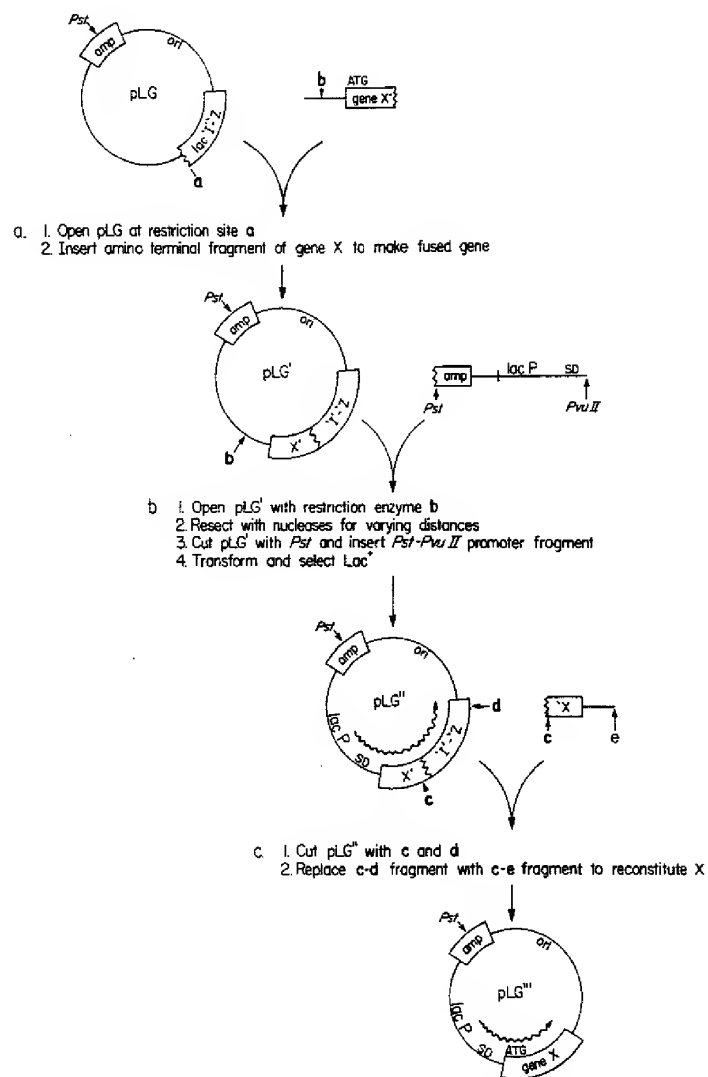 Pst
amp
ori
pLG
lac 'I'-Z
a
b
ATG
gene X'
a. 1. Open pLG at restriction site a
2. Insert amino terminal fragment of gene X to make fused gene
Pst
amp
ori
pLG'
b
X'
'I'-Z
amp
lac P
SD
Pst
Pvu II
b 1. Open pLG' with restriction enzyme b
2. Resect with nucleases for varying distances
3. Cut pLG' with Pst and insert Pst-Pvu II promoter fragment
4. Transform and select Lac⁺
Pst
amp
ori
pLG"
lac P
SD
X'
'I'-Z
d
c
'X
c
e
c. 1. Cut pLG" with c and d
2. Replace c-d fragment with c-e fragment to reconstitute X
Pst
amp
ori
pLG'''
lac P
SD
ATG
gene X